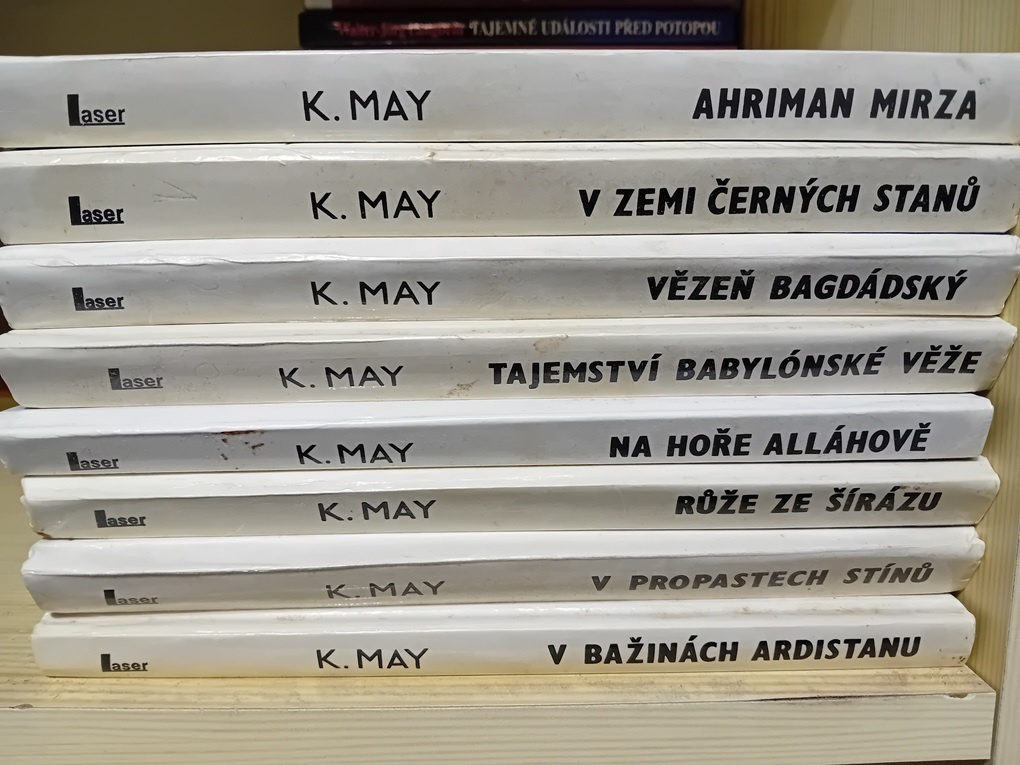 TAJEMNÉ UDÁLOSTI PŘED POTOPOU
Laser K. MAY AHRIMAN MIRZA
Laser K. MAY V ZEMI ČERNÝCH STANŮ
Laser K. MAY VĚZEŇ BAGDÁDSKÝ
Laser K. MAY TAJEMSTVÍ BABYLÓNSKÉ VĚŽE
Laser K. MAY NA HOŘE ALLÁHOVĚ
Laser K. MAY RŮŽE ZE ŠÍRÁZU
Laser K. MAY V PROPASTECH STÍNŮ
Laser K. MAY V BAŽINÁCH ARDISTANU